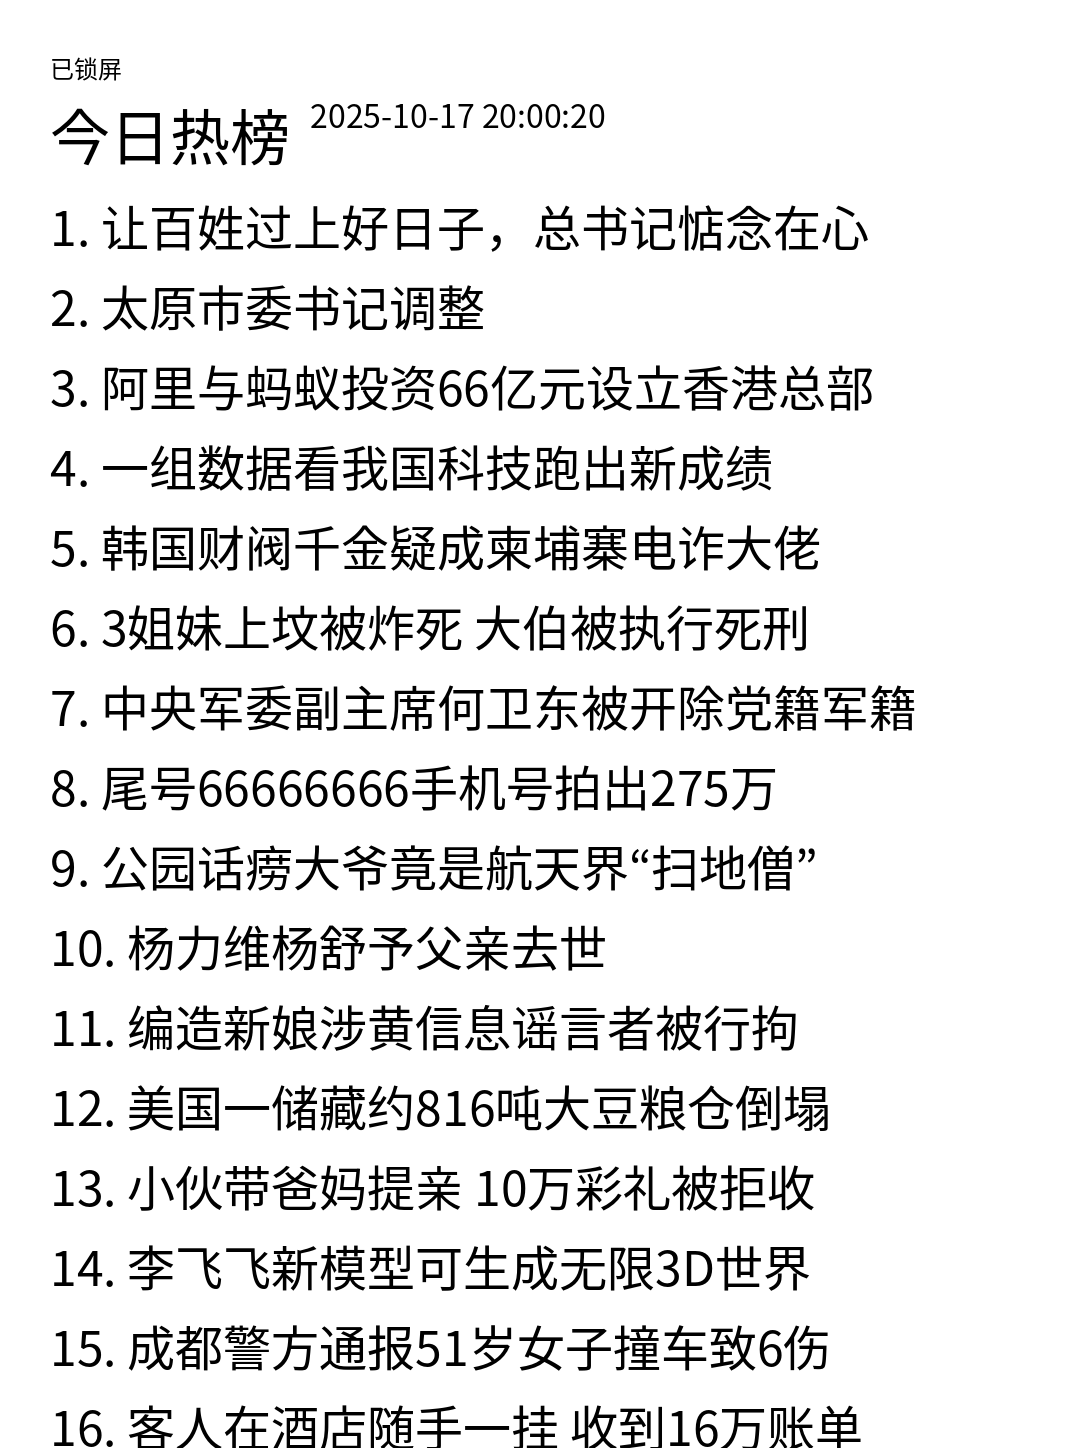 已锁屏
今日热榜 2025-10-17 20:00:20
1. 让百姓过上好日子，总书记惦念在心
2. 太原市委书记调整
3. 阿里与蚂蚁投资66亿元设立香港总部
4. 一组数据看我国科技跑出新成绩
5. 韩国财阀千金疑成柬埔寨电诈大佬
6. 3姐妹上坟被炸死 大伯被执行死刑
7. 中央军委副主席何卫东被开除党籍军籍
8. 尾号66666666手机号拍出275万
9. 公园话痨大爷竟是航天界“扫地僧”
10. 杨力维杨舒予父亲去世
11. 编造新娘涉黄信息谣言者被行拘
12. 美国一储藏约816吨大豆粮仓倒塌
13. 小伙带爸妈提亲 10万彩礼被拒收
14. 李飞飞新模型可生成无限3D世界
15. 成都警方通报51岁女子撞车致6伤
16. 客人在酒店随手一挂 收到16万账单